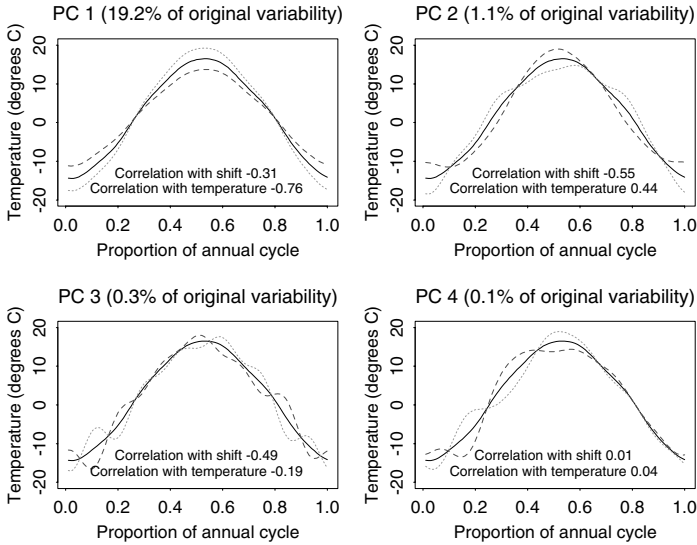 PC 1 (19.2% of original variability)
Temperature (degrees C)
20
10
0
-10
-20
Correlation with shift -0.31
Correlation with temperature -0.76
0.0 0.2 0.4 0.6 0.8 1.0
Proportion of annual cycle
PC 2 (1.1% of original variability)
Temperature (degrees C)
20
10
0
-10
-20
Correlation with shift -0.55
Correlation with temperature 0.44
0.0 0.2 0.4 0.6 0.8 1.0
Proportion of annual cycle
PC 3 (0.3% of original variability)
Temperature (degrees C)
20
10
0
-10
-20
Correlation with shift -0.49
Correlation with temperature -0.19
0.0 0.2 0.4 0.6 0.8 1.0
Proportion of annual cycle
PC 4 (0.1% of original variability)
Temperature (degrees C)
20
10
0
-10
-20
Correlation with shift 0.01
Correlation with temperature 0.04
0.0 0.2 0.4 0.6 0.8 1.0
Proportion of annual cycle